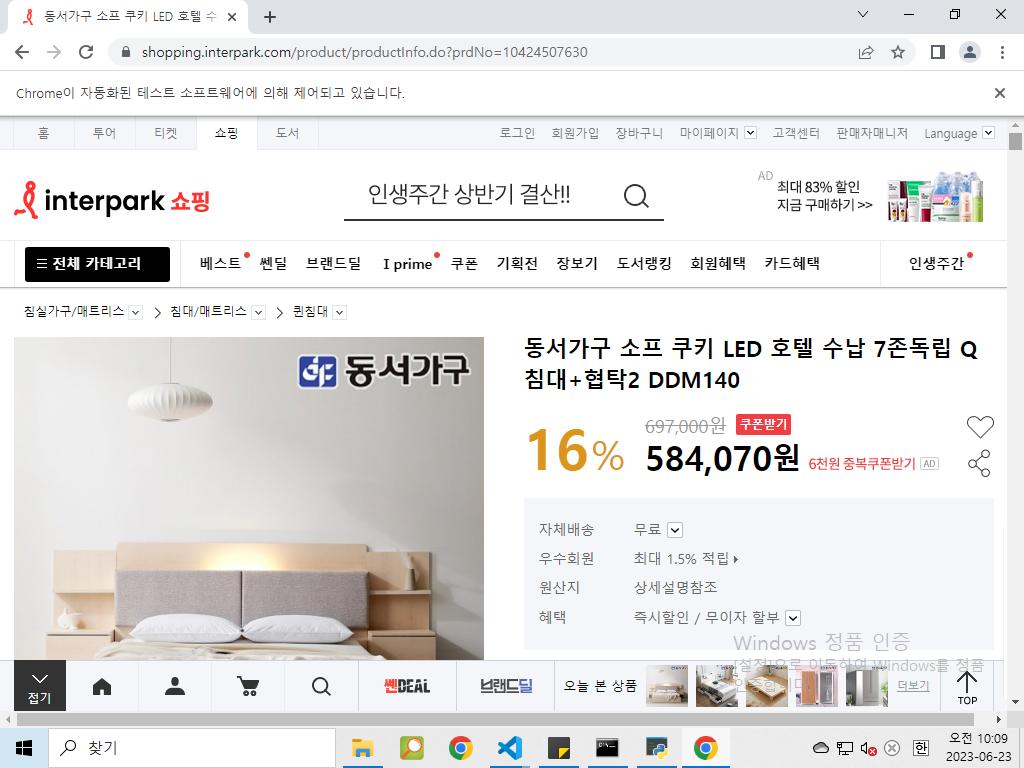 동서가구 소프 쿠키 LED 호텔 수
shopping.interpark.com/product/productInfo.do?prdNo=10424507630
Chrome이 자동화된 테스트 소프트웨어에 의해 제어되고 있습니다.
홈 투어 티켓 쇼핑 도서 로그인 회원가입 장바구니 마이페이지 고객센터 판매자매니저 Language
interpark 쇼핑
인생주간 상반기 결산!!
AD 최대 83% 할인
지금 구매하기 >>
전체 카테고리 베스트 쎈딜 브랜드딜 I prime 쿠폰 기획전 장보기 도서랭킹 회원혜택 카드혜택 인생주간
침실가구/매트리스 침대/매트리스 퀸침대
동서가구
동서가구 소프 쿠키 LED 호텔 수납 7존독립 Q
침대+협탁2 DDM140
16%
697,000원 쿠폰받기
584,070원 6천원 중복쿠폰받기 AD
자체배송 무료
우수회원 최대 1.5% 적립
원산지 상세설명참조
혜택 즉시할인 / 무이자 할부
Windows 정품 인증
[설정]으로 이동하여 Windows를 정품
접기
쎈DEAL 브랜드딜 오늘 본 상품 더보기
TOP
찾기
한
오전 10:09
2023-06-23